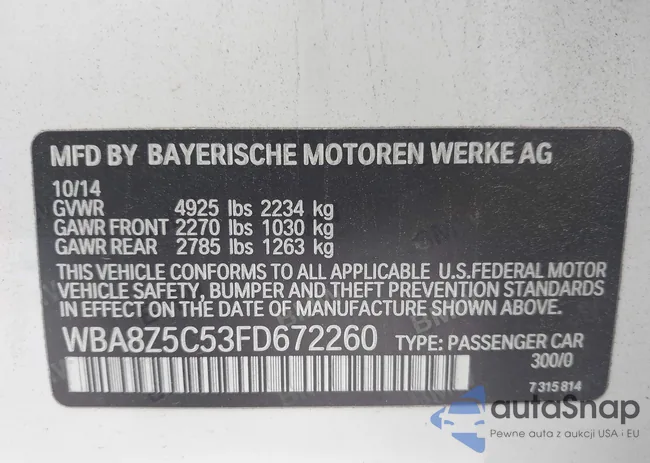 MFD BY BAYERISCHE MOTOREN WERKE AG
10/14
GVWR 4925 lbs 2234 kg
GAWR FRONT 2270 lbs 1030 kg
GAWR REAR 2785 lbs 1263 kg
THIS VEHICLE CONFORMS TO ALL APPLICABLE U.S.FEDERAL MOTOR
VEHICLE SAFETY, BUMPER AND THEFT PREVENTION STANDARDS
IN EFFECT ON THE DATE OF MANUFACTURE SHOWN ABOVE
WBA8Z5C53FD672260 TYPE: PASSENGER CAR
300/0
7 315 814
autaSnap
Pewne auta z aukcji USA i EU